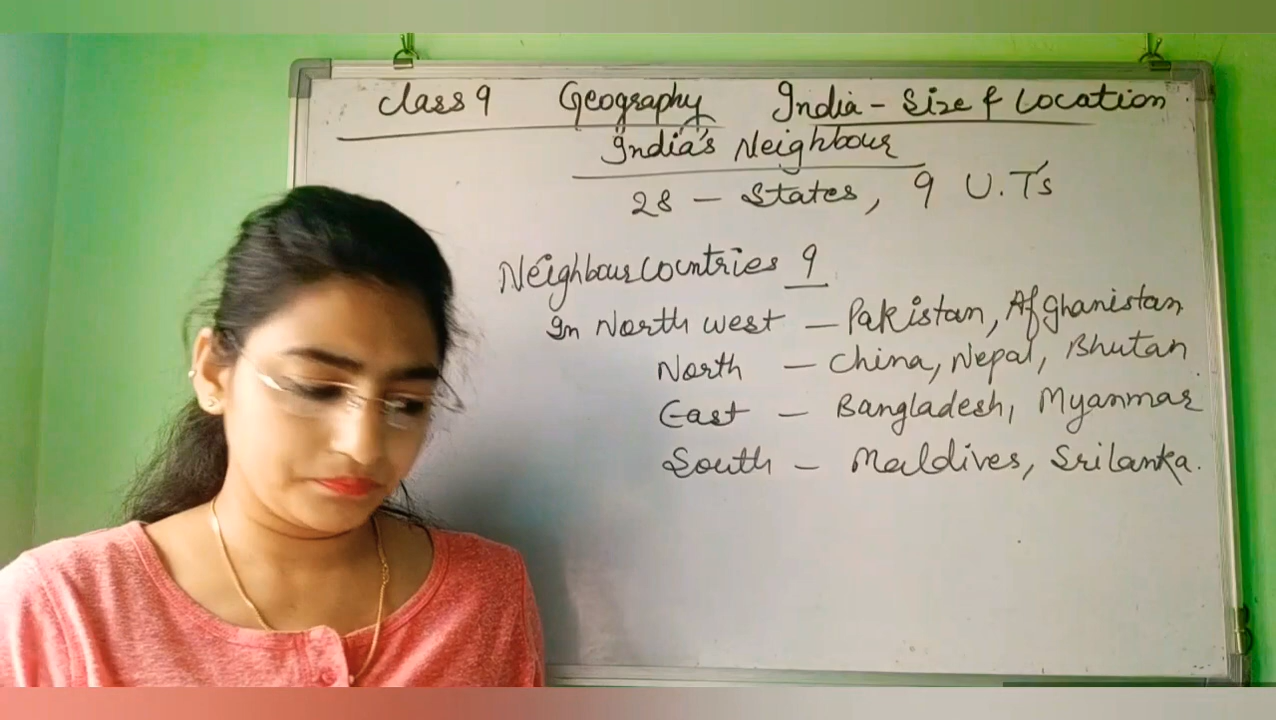 Class 9 Geography India - Size & Location
India's Neighbour
28 - States, 9 U.T's
Neighbour countries 9
In North west - Pakistan, Afghanistan
North - China, Nepal, Bhutan
East - Bangladesh, Myanmar
South - Maldives, Srilanka.